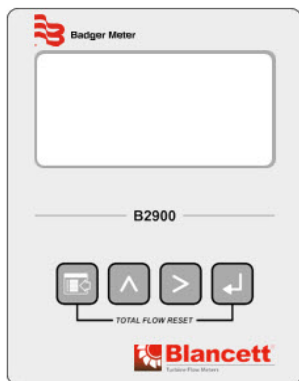 Badger Meter
B2900
TOTAL FLOW RESET
Blancett
Turbine Flow Meters